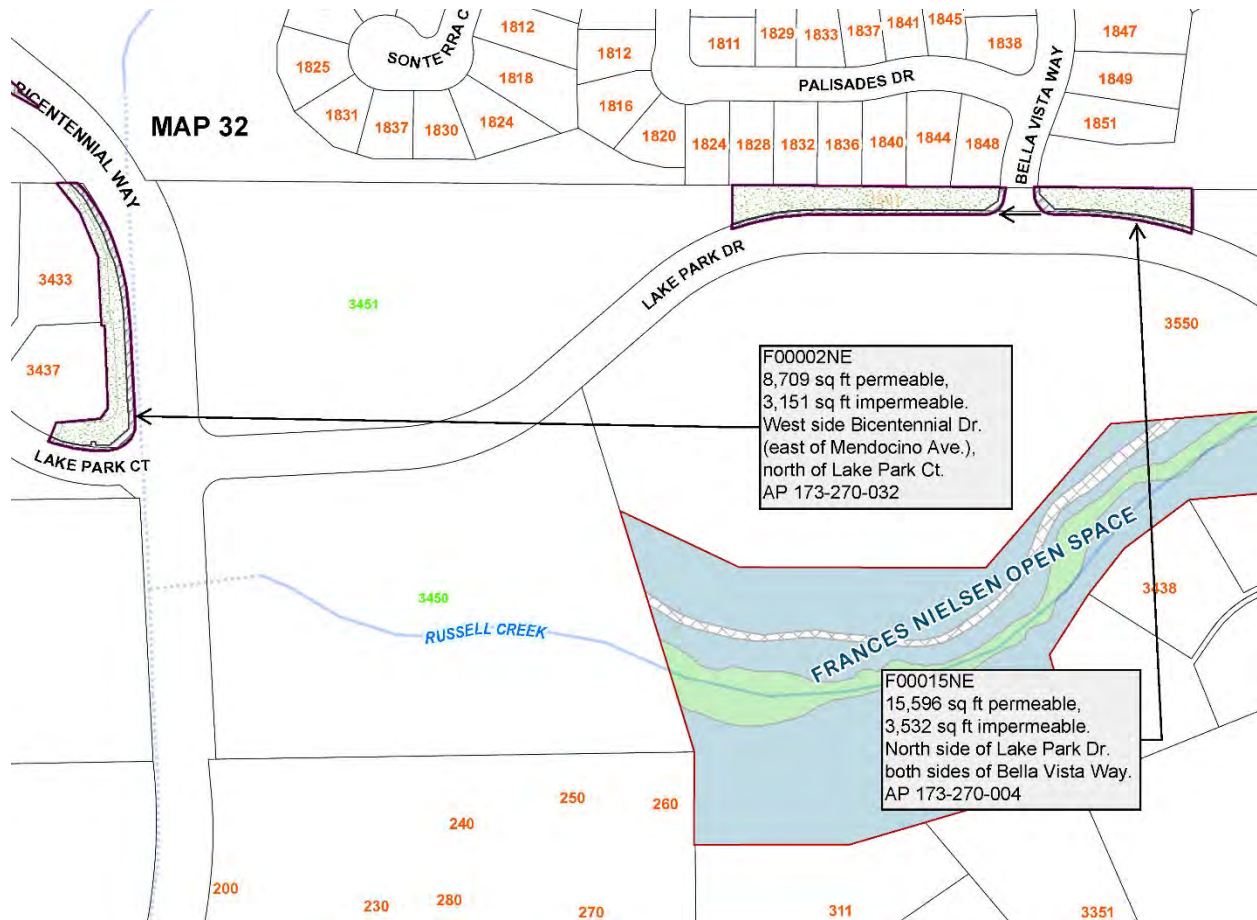 1812
SONTERRA C
1825
1818
1831
1837
1830
1824
1812
1816
1820
1811
1829
1833
1837
1841
1845
1838
1847
1849
1851
PALISADES DR
BELLA VISTA WAY
1824
1828
1832
1836
1840
1844
1848
BICENTENNIAL WAY
MAP 32
3433
3437
LAKE PARK CT
3451
LAKE PARK DR
3550
F00002NE
8,709 sq ft permeable,
3,151 sq ft impermeable.
West side Bicentennial Dr.
(east of Mendocino Ave.),
north of Lake Park Ct.
AP 173-270-032
FRANCES NIELSEN OPEN SPACE
3438
3450
RUSSELL CREEK
F00015NE
15,596 sq ft permeable,
3,532 sq ft impermeable.
North side of Lake Park Dr.
both sides of Bella Vista Way.
AP 173-270-004
250
260
240
200
230
280
270
311
3351